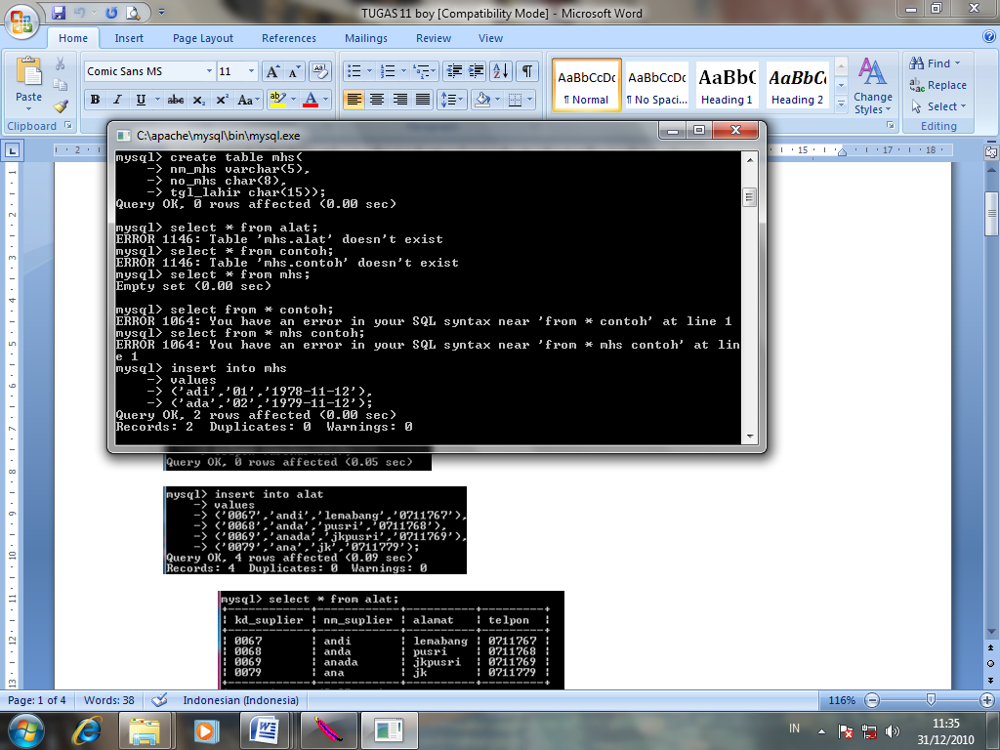 TUGAS 11 boy [Compatibility Mode] - Microsoft Word
Home Insert Page Layout References Mailings Review View
Paste
Clipboard
Comic Sans MS 11
B I U abc x₂ x² Aa
AaBbCcDc AaBbCcDc AaBbC AaBbCc
¶ Normal ¶ No Spaci... Heading 1 Heading 2
Change Styles
Find
Replace
Select
Editing
C:\apache\mysql\bin\mysql.exe
mysql> create table mhs(
-> nm_mhs varchar(5),
-> no_mhs char(8),
-> tgl_lahir char(15));
Query OK, 0 rows affected (0.00 sec)
mysql> select * from alat;
ERROR 1146: Table 'mhs.alat' doesn't exist
mysql> select * from contoh;
ERROR 1146: Table 'mhs.contoh' doesn't exist
mysql> select * from mhs;
Empty set (0.00 sec)
mysql> select from * contoh;
ERROR 1064: You have an error in your SQL syntax near 'from * contoh' at line 1
mysql> select from * mhs contoh;
ERROR 1064: You have an error in your SQL syntax near 'from * mhs contoh' at lin
e 1
mysql> insert into mhs
-> values
-> ('adi','01','1978-11-12'),
-> ('ada','02','1979-11-12');
Query OK, 2 rows affected (0.00 sec)
Records: 2 Duplicates: 0 Warnings: 0
Query OK, 0 rows affected (0.05 sec)
mysql> insert into alat
-> values
-> ('0067','andi','lemabang','0711767'),
-> ('0068','anda','pusri','0711768'),
-> ('0069','anada','jkpusri','0711769'),
-> ('0079','ana','jk','0711779');
Query OK, 4 rows affected (0.09 sec)
Records: 4 Duplicates: 0 Warnings: 0
mysql> select * from alat;
| kd_suplier | nm_suplier | alamat | telpon |
| 0067 | andi | lemabang | 0711767 |
| 0068 | anda | pusri | 0711768 |
| 0069 | anada | jkpusri | 0711769 |
| 0079 | ana | jk | 0711779 |
Page: 1 of 4 Words: 38 Indonesian (Indonesia) 116%
IN
11:35
31/12/2010